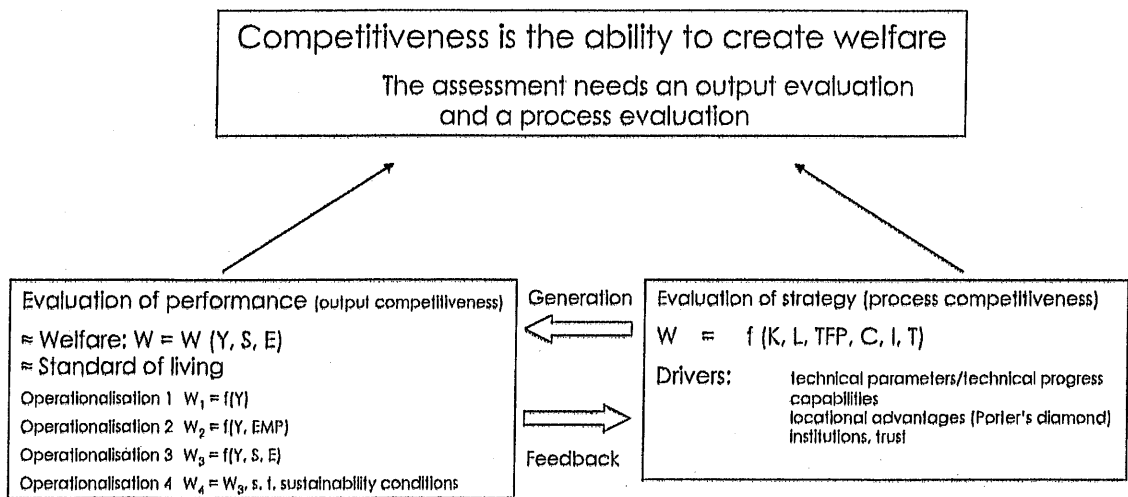 Competitiveness is the ability to create welfare
The assessment needs an output evaluation
and a process evaluation
Evaluation of performance (output competitiveness)
≈ Welfare: W = W (Y, S, E)
≈ Standard of living
Operationalisation 1 W₁ = f(Y)
Operationalisation 2 W₂ = f(Y, EMP)
Operationalisation 3 W₃ = f(Y, S, E)
Operationalisation 4 W₄ = W₃, s. t. sustainability conditions
Generation
Feedback
Evaluation of strategy (process competitiveness)
W = f (K, L, TFP, C, I, T)
Drivers: technical parameters/technical progress
capabilities
locational advantages (Porter's diamond)
institutions, trust